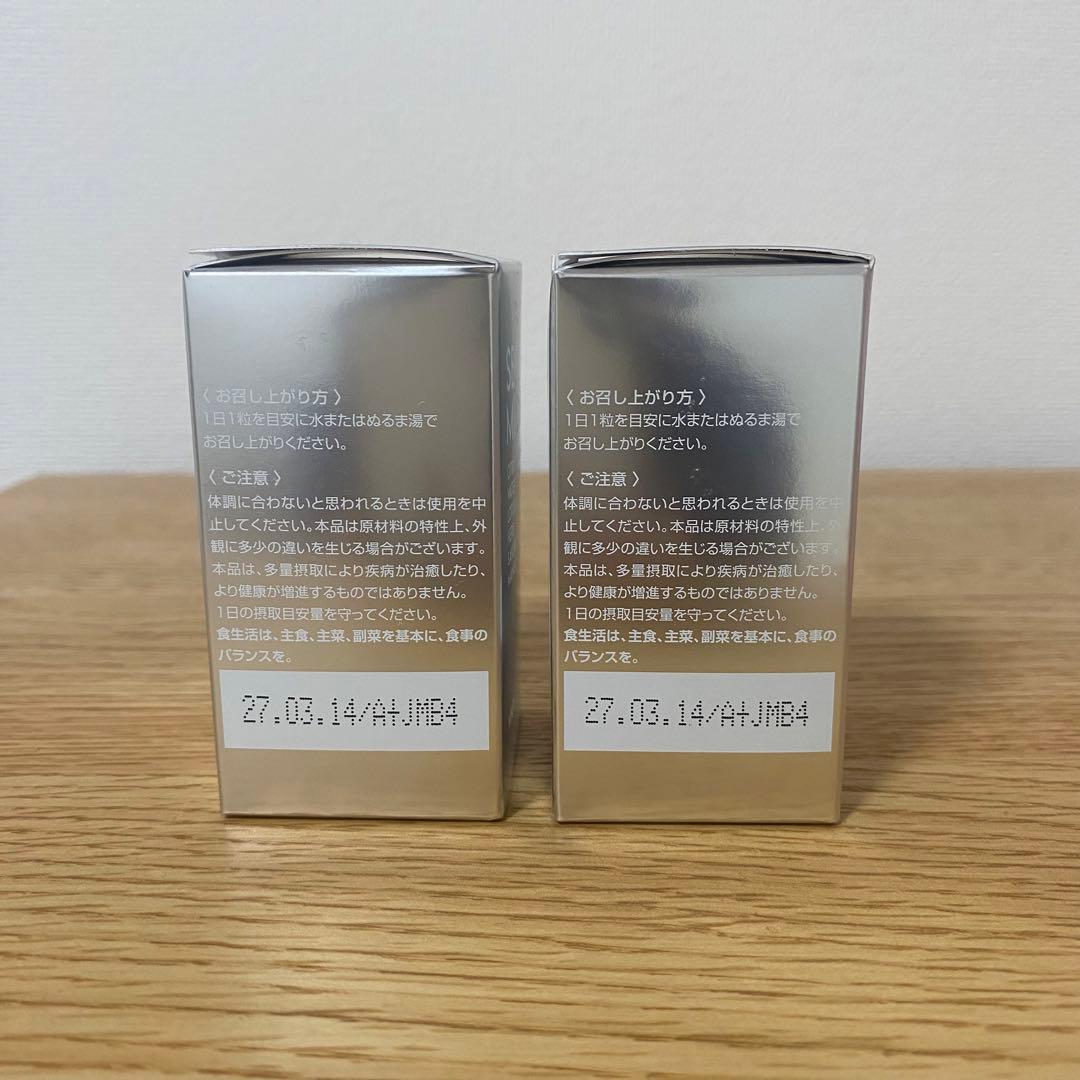 〈 お召し上がり方 〉
1日1粒を目安に水またはぬるま湯で
お召し上がりください。
〈 ご注意 〉
体調に合わないと思われるときは使用を中
止してください。本品は原材料の特性上、外
観に多少の違いを生じる場合がございます。
本品は、多量摂取により疾病が治癒したり、
より健康が増進するものではありません。
1日の摂取目安量を守ってください。
食生活は、主食、主菜、副菜を基本に、食事の
バランスを。
27.03.14/A+JMB4
〈 お召し上がり方 〉
1日1粒を目安に水またはぬるま湯で
お召し上がりください。
〈 ご注意 〉
体調に合わないと思われるときは使用を中
止してください。本品は原材料の特性上、外
観に多少の違いを生じる場合がございます。
本品は、多量摂取により疾病が治癒したり、
より健康が増進するものではありません。
1日の摂取目安量を守ってください。
食生活は、主食、主菜、副菜を基本に、食事の
バランスを。
27.03.14/A+JMB4